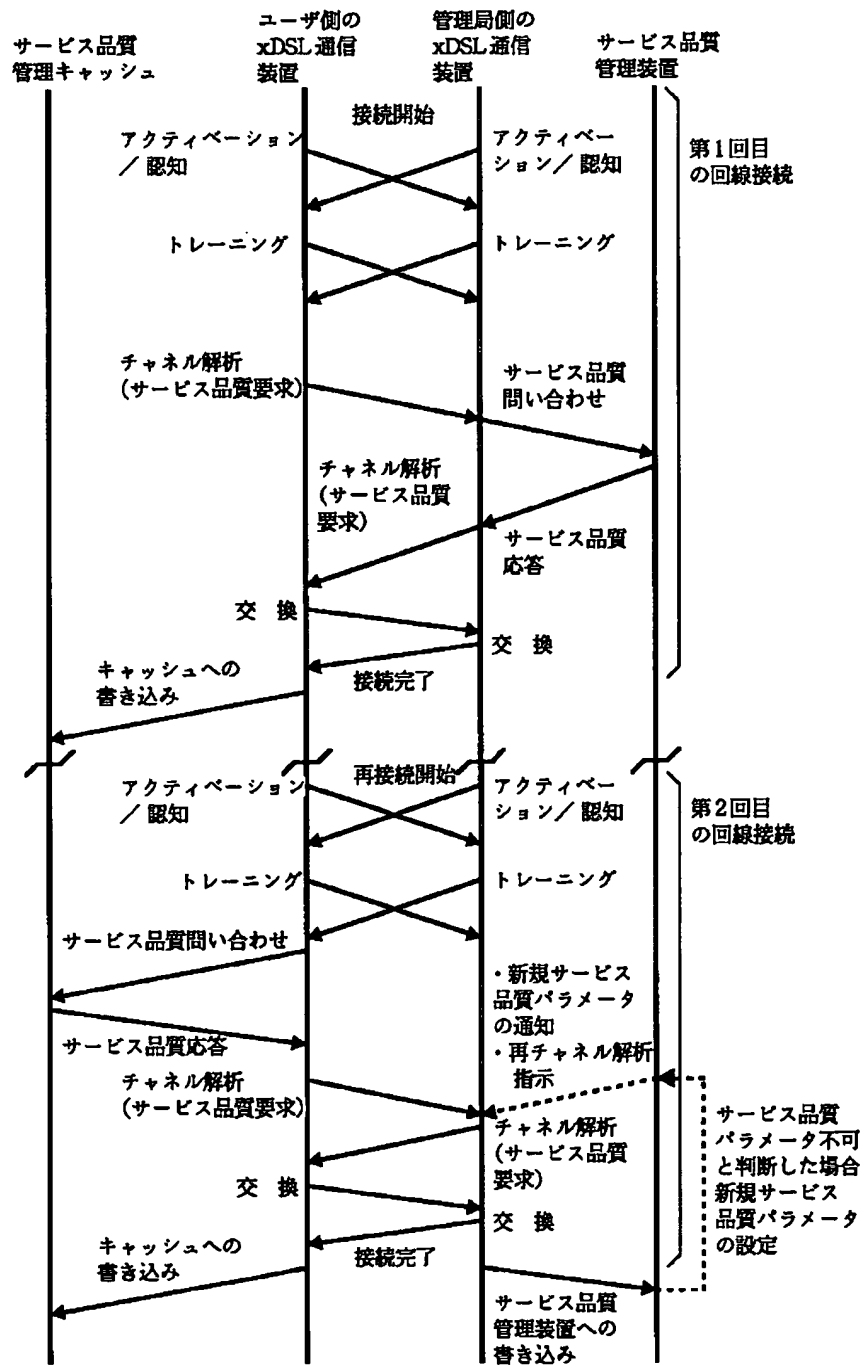 サービス品質
管理キャッシュ
ユーザ側の
xDSL通信
装置
管理局側の
xDSL通信
装置
サービス品質
管理装置
接続開始
アクティベーション
／認知
アクティベー
ション／認知
第1回目
の回線接続
トレーニング
トレーニング
チャネル解析
(サービス品質要求)
サービス品質
問い合わせ
チャネル解析
(サービス品質
要求)
サービス品質
応答
交 換
交 換
接続完了
キャッシュへの
書き込み
再接続開始
アクティベーション
／認知
アクティベー
ション／認知
第2回目
の回線接続
トレーニング
トレーニング
サービス品質問い合わせ
サービス品質応答
・新規サービス
品質パラメータ
の通知
・再チャネル解析
指示
チャネル解析
(サービス品質要求)
チャネル解析
(サービス品質
要求)
サービス品質
パラメータ不可
と判断した場合
新規サービス
品質パラメータ
の設定
交 換
交 換
接続完了
キャッシュへの
書き込み
サービス品質
管理装置への
書き込み